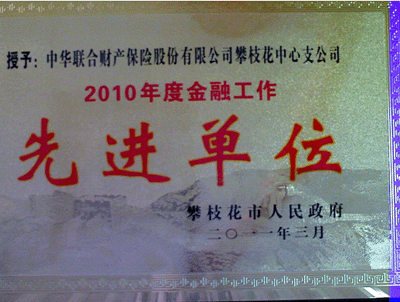 授予：中华联合财产保险股份有限公司攀枝花中心支公司
2010年度金融工作
先进单位
攀枝花市人民政府
二〇一一年三月